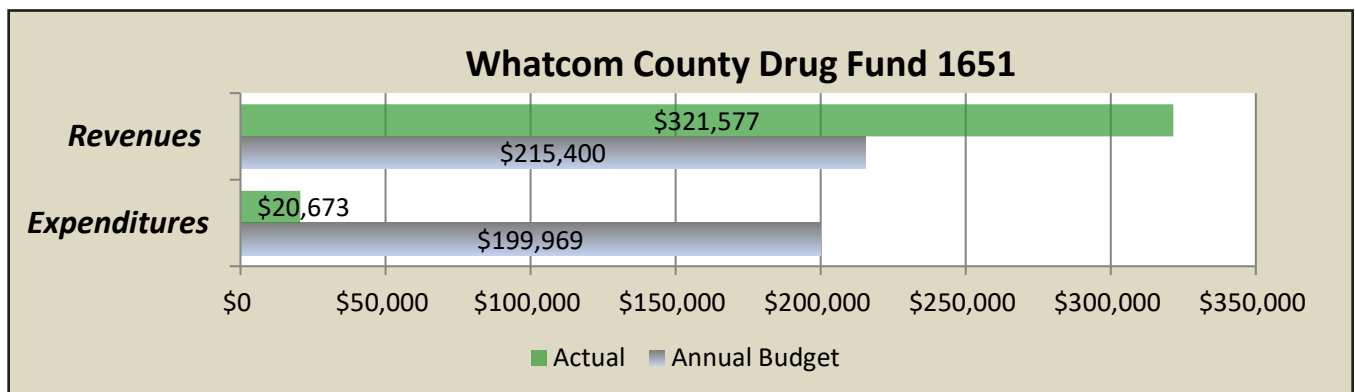 Whatcom County Drug Fund 1651
Revenues
$321,577
$215,400
Expenditures
$20,673
$199,969
$0 $50,000 $100,000 $150,000 $200,000 $250,000 $300,000 $350,000
Actual Annual Budget